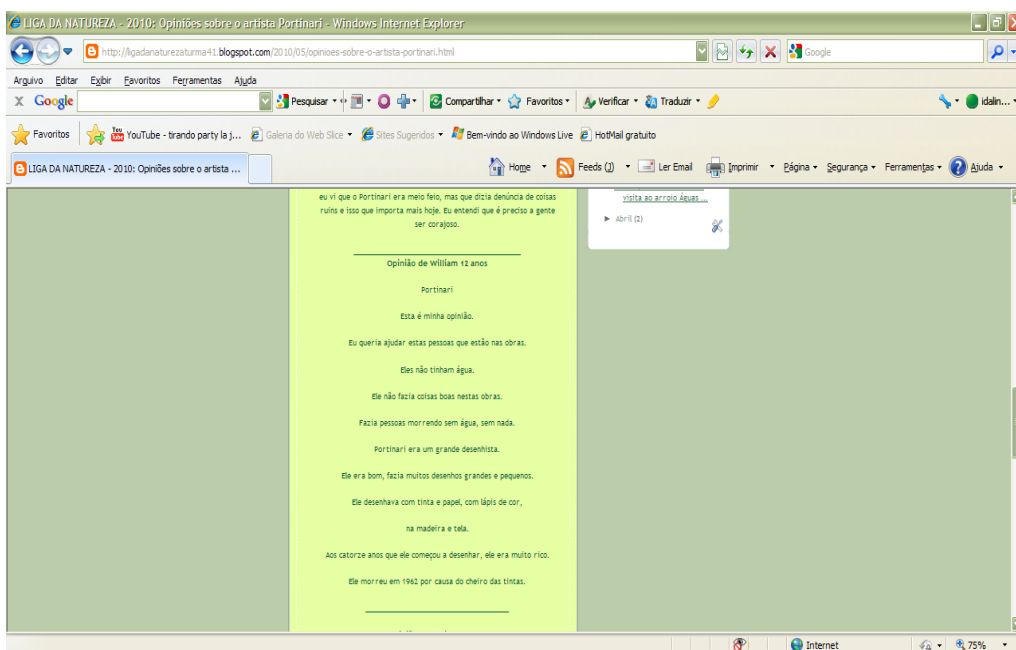 LIGA DA NATUREZA - 2010: Opiniões sobre o artista Portinari - Windows Internet Explorer
http://ligadanaturezaturma41.blogspot.com/2010/05/opinioes-sobre-o-artista-portinari.html
Google
Arquivo Editar Exibir Favoritos Ferramentas Ajuda
X Google Pesquisar Compartilhar Favoritos Verificar Traduzir idalin...
Favoritos YouTube - tirando party la j... Galeria do Web Slice Sites Sugeridos Bem-vindo ao Windows Live HotMail gratuito
LIGA DA NATUREZA - 2010: Opiniões sobre o artista ... Home Feeds (J) Ler Email Imprimir Página Segurança Ferramentas Ajuda
eu vi que o Portinari era meio feio, mas que dizia denúncia de coisas
ruins e isso que importa mais hoje. Eu entendi que é preciso a gente
ser corajoso.
visita ao arroio Águas ...
► Abril (2)
Opinião de William 12 anos
Portinari
Esta é minha opinião.
Eu queria ajudar estas pessoas que estão nas obras.
Eles não tinham água.
Ele não fazia coisas boas nestas obras.
Fazia pessoas morrendo sem água, sem nada.
Portinari era um grande desenhista.
Ele era bom, fazia muitos desenhos grandes e pequenos.
Ele desenhava com tinta e papel, com lápis de cor,
na madeira e tela.
Aos catorze anos que ele começou a desenhar, ele era muito rico.
Ele morreu em 1962 por causa do cheiro das tintas.
Internet
75%